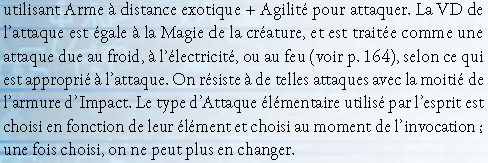 utilisant Arme à distance exotique + Agilité pour attaquer. La VD de
l'attaque est égale à la Magie de la créature, et est traitée comme une
attaque due au froid, à l'électricité, ou au feu (voir p. 164), selon ce qui
est approprié à l'attaque. On résiste à de telles attaques avec la moitié de
l'armure d'Impact. Le type d'Attaque élémentaire utilisé par l'esprit est
choisi en fonction de leur élément et choisi au moment de l'invocation ;
une fois choisi, on ne peut plus en changer.